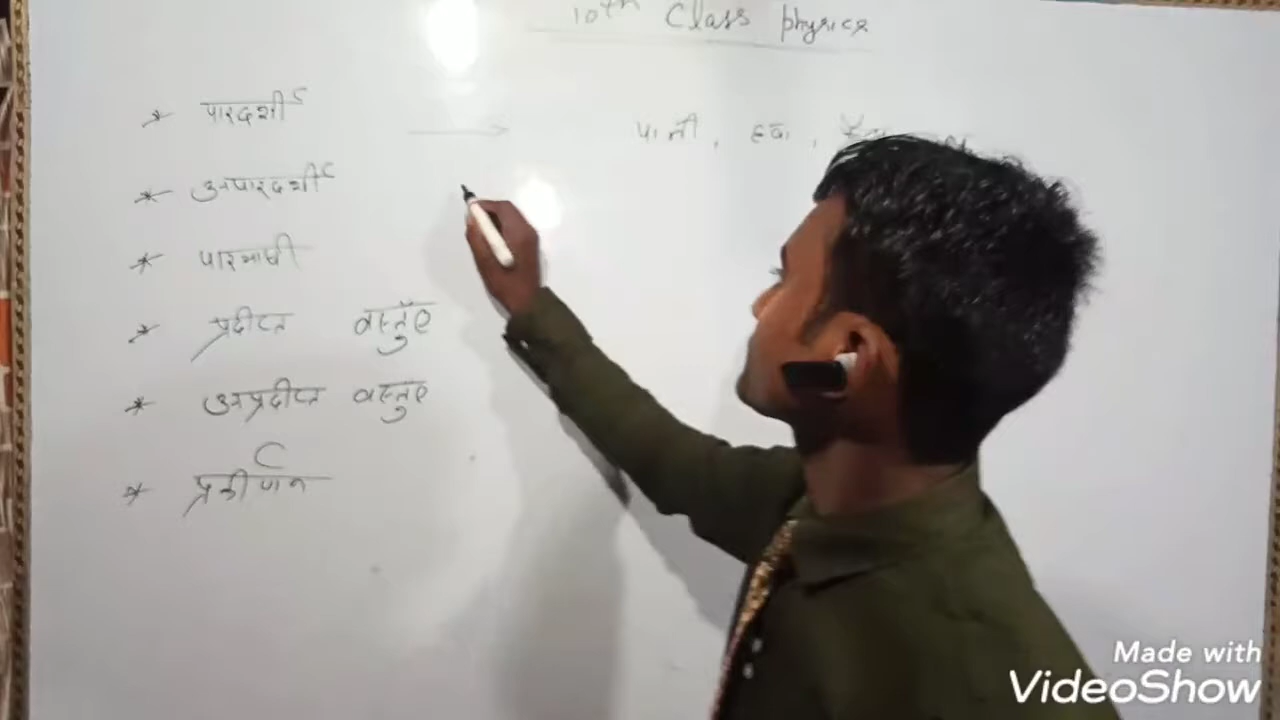 10th Class physics
* पारदर्शी → पानी, हवा,
* अपारदर्शी
* पारभाषी
* प्रदीप्त वस्तुएँ
* अप्रदीप्त वस्तुए
* प्रकीर्णन
Made with
VideoShow